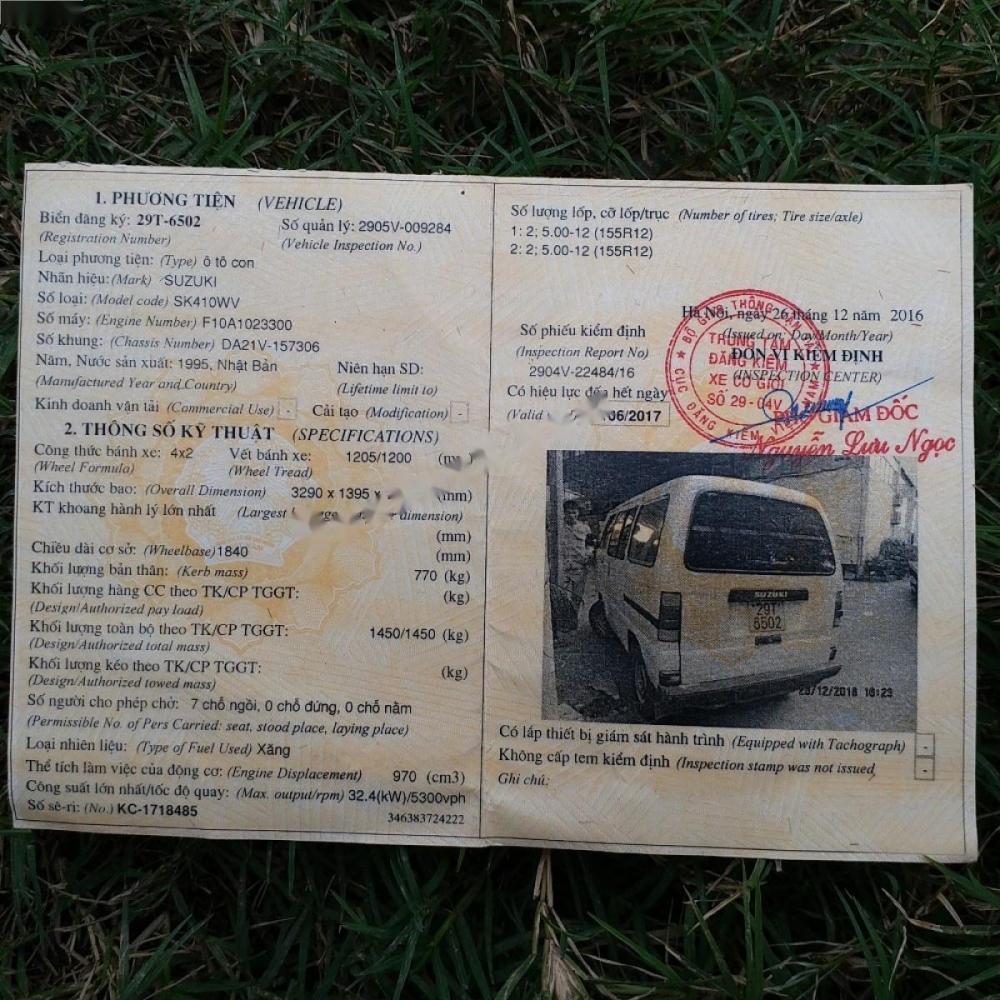 1. PHƯƠNG TIỆN (VEHICLE)
Biển đăng ký: 29T-6502 Số quản lý: 2905V-009284
(Registration Number) (Vehicle Inspection No.)
Loại phương tiện: (Type) ô tô con
Nhãn hiệu: (Mark) SUZUKI
Số loại: (Model code) SK410WV
Số máy: (Engine Number) F10A1023300
Số khung: (Chassis Number) DA21V-157306
Năm, Nước sản xuất: 1995, Nhật Bản Niên hạn SD:
(Manufactured Year and Country) (Lifetime limit to)
Kinh doanh vận tải (Commercial Use) - Cải tạo (Modification) -
2. THÔNG SỐ KỸ THUẬT (SPECIFICATIONS)
Công thức bánh xe: 4x2 Vết bánh xe: 1205/1200
(Wheel Formula) (Wheel Tread)
Kích thước bao: (Overall Dimension) 3290 x 1395 x (mm)
KT khoang hành lý lớn nhất (Largest dimension)
(mm)
Chiều dài cơ sở: (Wheelbase) 1840 (mm)
Khối lượng bản thân: (Kerb mass) 770 (kg)
Khối lượng hàng CC theo TK/CP TGGT: (kg)
(Design/Authorized pay load)
Khối lượng toàn bộ theo TK/CP TGGT: 1450/1450 (kg)
(Design/Authorized total mass)
Khối lượng kéo theo TK/CP TGGT: (kg)
(Design/Authorized towed mass)
Số người cho phép chở: 7 chỗ ngồi, 0 chỗ đứng, 0 chỗ nằm
(Permissible No. of Pers Carried: seat, stood place, laying place)
Loại nhiên liệu: (Type of Fuel Used) Xăng
Thể tích làm việc của động cơ: (Engine Displacement) 970 (cm3)
Công suất lớn nhất/tốc độ quay: (Max. output/rpm) 32.4(kW)/5300vph
Số sê-ri: (No.) KC-1718485 346383724222
Số lượng lốp, cỡ lốp/trục (Number of tires; Tire size/axle)
1: 2; 5.00-12 (155R12)
2: 2; 5.00-12 (155R12)
Hà Nội, ngày 26 tháng 12 năm 2016
(Issued on: Day/Month/Year)
Số phiếu kiểm định ĐƠN VỊ KIỂM ĐỊNH
(Inspection Report No) (INSPECTION CENTER)
2904V-22484/16
Có hiệu lực đến hết ngày
(Valid 06/2017
BỘ GIAO THÔNG VẬN TẢI
TRUNG TÂM
ĐĂNG KIỂM
XE CƠ GIỚI
SỐ 29-04V
CỤC ĐĂNG KIỂM VIỆT NAM
PHÓ GIÁM ĐỐC
Nguyễn Lưu Ngọc
SUZUKI
29T
6502
16:23
Có lắp thiết bị giám sát hành trình (Equipped with Tachograph) -
Không cấp tem kiểm định (Inspection stamp was not issued -
Ghi chú: